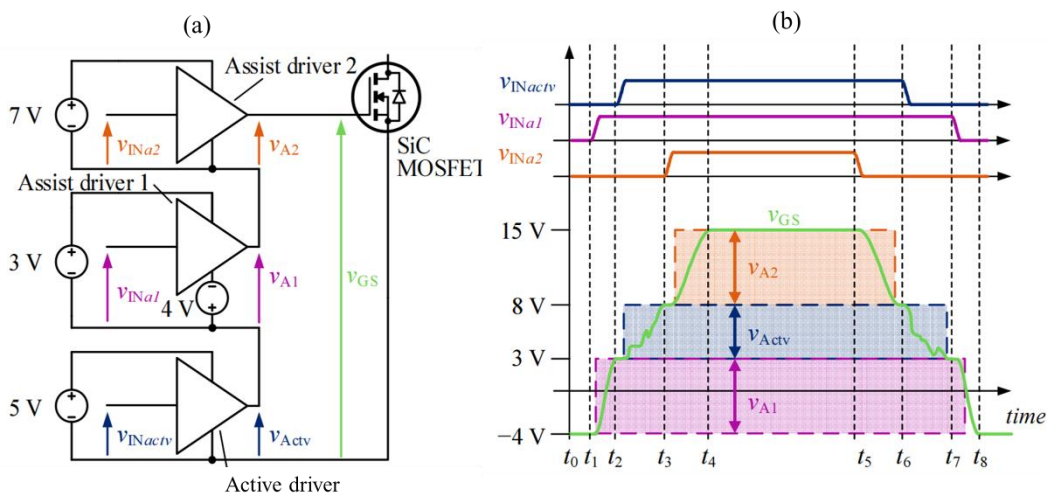 (a)
Assist driver 2
7 V
vINa2
vA2
SiC
MOSFET
Assist driver 1
3 V
vINa1
4 V
vA1
vGS
5 V
vINactv
vActv
Active driver
(b)
vINactv
vINa1
vINa2
15 V
vGS
vA2
8 V
vActv
3 V
vA1
−4 V
time
t0 t1 t2 t3 t4 t5 t6 t7 t8